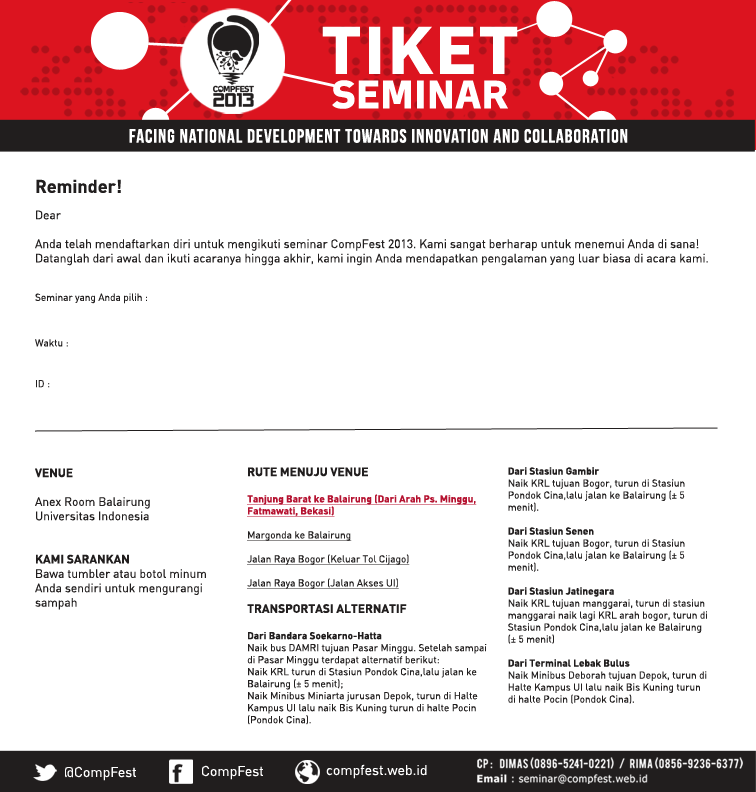 COMPFEST
2013
TIKET
SEMINAR
FACING NATIONAL DEVELOPMENT TOWARDS INNOVATION AND COLLABORATION
Reminder!
Dear
Anda telah mendaftarkan diri untuk mengikuti seminar CompFest 2013. Kami sangat berharap untuk menemui Anda di sana!
Datanglah dari awal dan ikuti acaranya hingga akhir, kami ingin Anda mendapatkan pengalaman yang luar biasa di acara kami.
Seminar yang Anda pilih :
Waktu :
ID :
VENUE
Anex Room Balairung
Universitas Indonesia
KAMI SARANKAN
Bawa tumbler atau botol minum
Anda sendiri untuk mengurangi
sampah
RUTE MENUJU VENUE
Tanjung Barat ke Balairung (Dari Arah Ps. Minggu,
Fatmawati, Bekasi)
Margonda ke Balairung
Jalan Raya Bogor (Keluar Tol Cijago)
Jalan Raya Bogor (Jalan Akses UI)
TRANSPORTASI ALTERNATIF
Dari Bandara Soekarno-Hatta
Naik bus DAMRI tujuan Pasar Minggu. Setelah sampai
di Pasar Minggu terdapat alternatif berikut:
Naik KRL turun di Stasiun Pondok Cina,lalu jalan ke
Balairung (± 5 menit);
Naik Minibus Miniarta jurusan Depok, turun di Halte
Kampus UI lalu naik Bis Kuning turun di halte Pocin
(Pondok Cina).
Dari Stasiun Gambir
Naik KRL tujuan Bogor, turun di Stasiun
Pondok Cina,lalu jalan ke Balairung (± 5
menit).
Dari Stasiun Senen
Naik KRL tujuan Bogor, turun di Stasiun
Pondok Cina,lalu jalan ke Balairung (± 5
menit).
Dari Stasiun Jatinegara
Naik KRL tujuan manggarai, turun di stasiun
manggarai naik lagi KRL arah bogor, turun di
Stasiun Pondok Cina,lalu jalan ke Balairung
(± 5 menit)
Dari Terminal Lebak Bulus
Naik Minibus Deborah tujuan Depok, turun di
Halte Kampus UI lalu naik Bis Kuning turun
di halte Pocin (Pondok Cina).
@CompFest
CompFest
compfest.web.id
CP: DIMAS (0896-5241-0221) / RIMA (0856-9236-6377)
Email : seminar@compfest.web.id